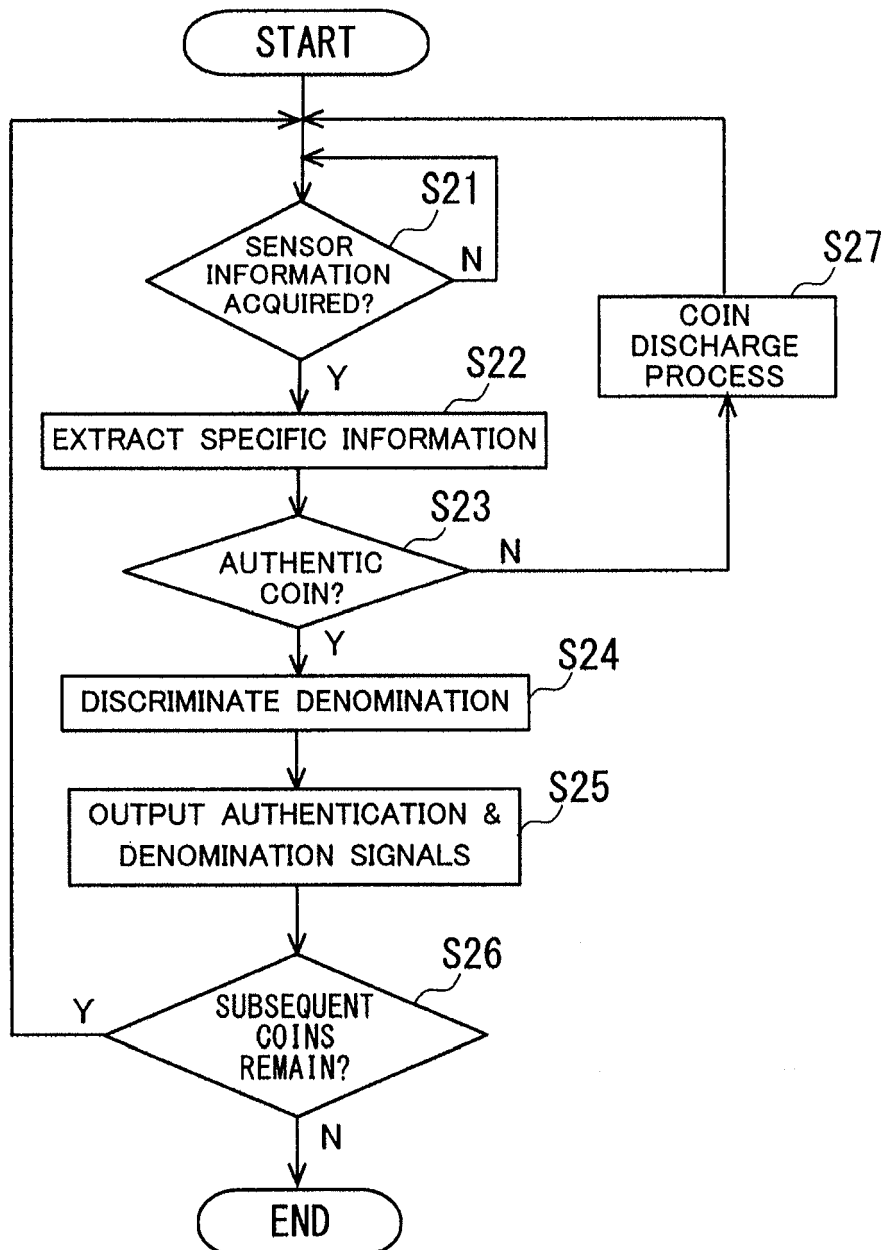 START
S21
SENSOR
INFORMATION
ACQUIRED?
N
Y
S27
COIN
DISCHARGE
PROCESS
S22
EXTRACT SPECIFIC INFORMATION
S23
AUTHENTIC
COIN?
N
Y
S24
DISCRIMINATE DENOMINATION
S25
OUTPUT AUTHENTICATION &
DENOMINATION SIGNALS
S26
SUBSEQUENT
COINS
REMAIN?
Y
N
END